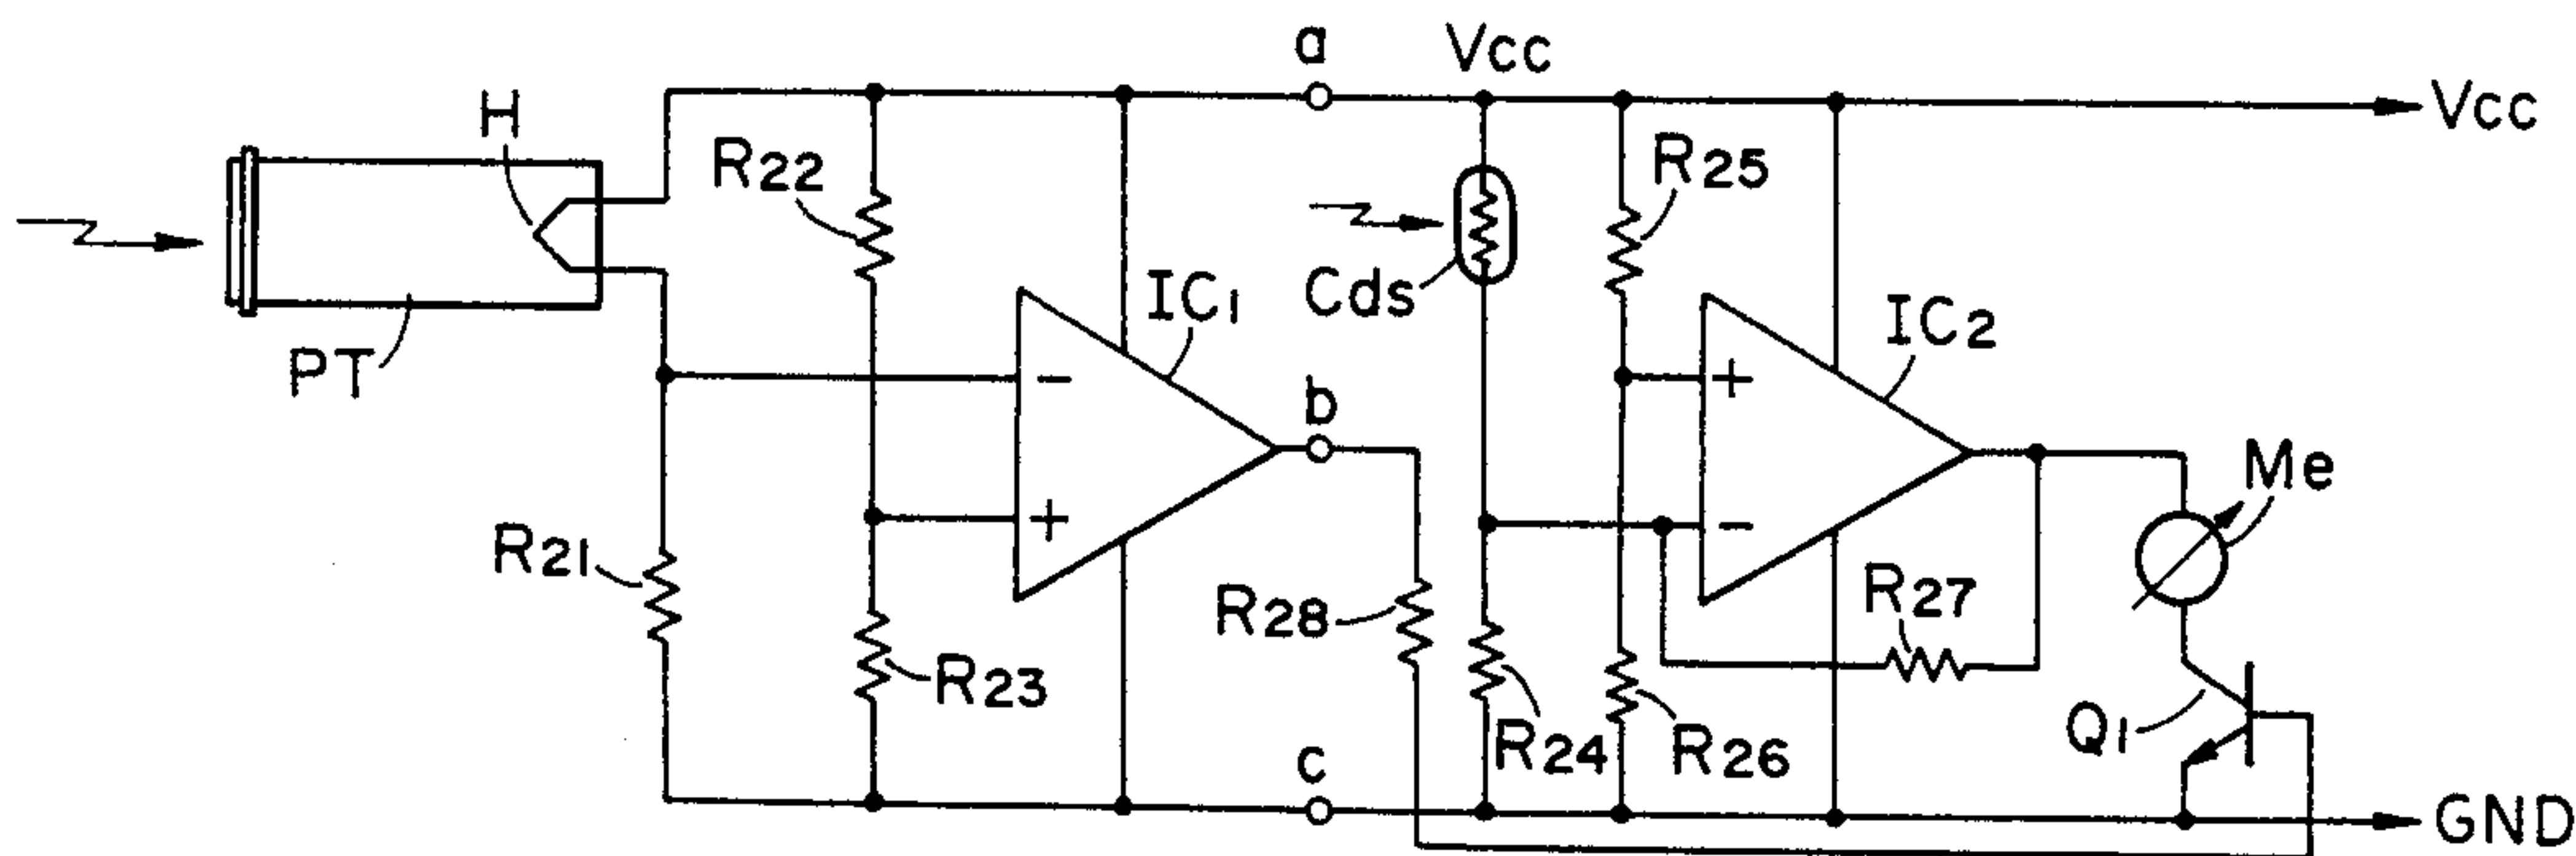 a
Vcc
Vcc
H
R22
R25
IC1
Cds
IC2
PT
-
+
b
Me
+
-
R21
R28
R27
R23
R24
R26
Q1
c
GND